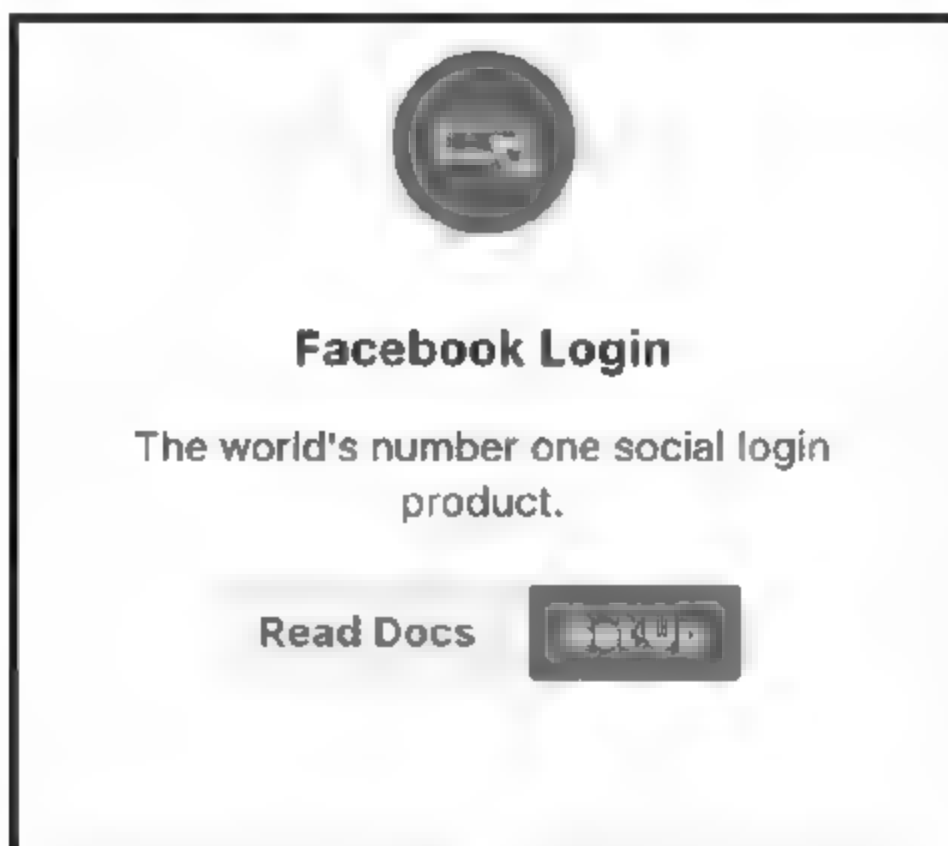 Facebook Login
The world's number one social login
product.
Read Docs